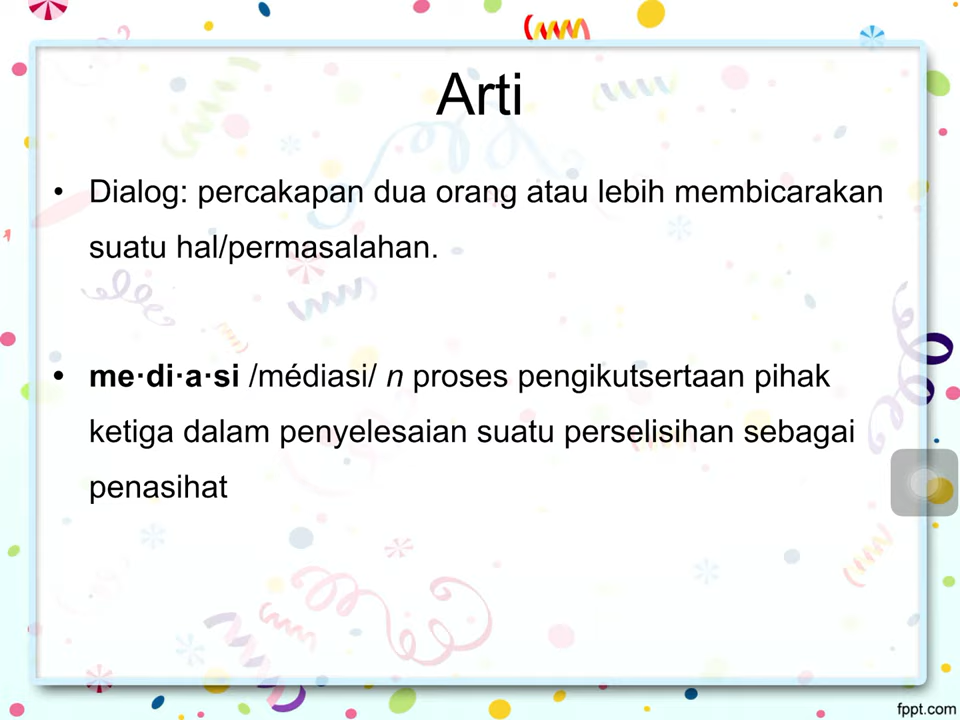 Arti
• Dialog: percakapan dua orang atau lebih membicarakan
suatu hal/permasalahan.
• me·di·a·si /médiasi/ n proses pengikutsertaan pihak
ketiga dalam penyelesaian suatu perselisihan sebagai
penasihat
fppt.com